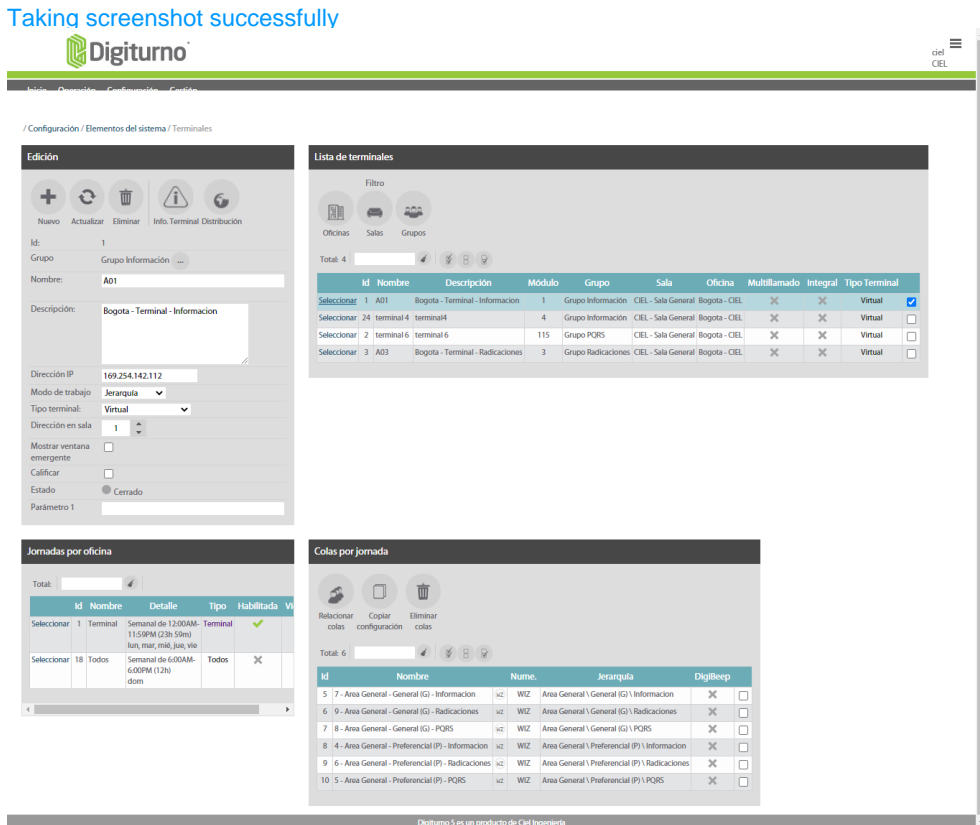 Taking screenshot successfully
Digiturno
ciel
CIEL
Inicio Operación Configuración Gestión
/ Configuración / Elementos del sistema / Terminales
Edición
Nuevo Actualizar Eliminar Info. Terminal Distribución
Id: 1
Grupo Grupo Información ...
Nombre: A01
Descripción: Bogota - Terminal - Informacion
Dirección IP 169.254.142.112
Modo de trabajo Jerarquía
Tipo terminal: Virtual
Dirección en sala 1
Mostrar ventana
emergente
Calificar
Estado Cerrado
Parámetro 1
Lista de terminales
Filtro
Oficinas Salas Grupos
Total: 4
Id Nombre Descripción Módulo Grupo Sala Oficina Multillamado Integral Tipo Terminal
Seleccionar 1 A01 Bogota - Terminal - Informacion 1 Grupo Información CIEL - Sala General Bogota - CIEL Virtual
Seleccionar 24 terminal 4 terminal4 4 Grupo Información CIEL - Sala General Bogota - CIEL Virtual
Seleccionar 2 terminal 6 terminal 6 115 Grupo PQRS CIEL - Sala General Bogota - CIEL Virtual
Seleccionar 3 A03 Bogota - Terminal - Radicaciones 3 Grupo Radicaciones CIEL - Sala General Bogota - CIEL Virtual
Jornadas por oficina
Total:
Id Nombre Detalle Tipo Habilitada Vi
Seleccionar 1 Terminal Semanal de 12:00AM- Terminal
11:59PM (23h 59m)
lun, mar, mié, jue, vie
Seleccionar 18 Todos Semanal de 6:00AM- Todos
6:00PM (12h)
dom
Colas por jornada
Relacionar Copiar Eliminar
colas configuración colas
Total: 6
Id Nombre Nume. Jerarquía DigiBeep
5 7 - Area General - General (G) - Informacion WZ WIZ Area General \ General (G) \ Informacion
6 9 - Area General - General (G) - Radicaciones WZ WIZ Area General \ General (G) \ Radicaciones
7 8 - Area General - General (G) - PQRS WZ WIZ Area General \ General (G) \ PQRS
8 4 - Area General - Preferencial (P) - Informacion WZ WIZ Area General \ Preferencial (P) \ Informacion
9 6 - Area General - Preferencial (P) - Radicaciones WZ WIZ Area General \ Preferencial (P) \ Radicaciones
10 5 - Area General - Preferencial (P) - PQRS WZ WIZ Area General \ Preferencial (P) \ PQRS
Digiturno 5 es un producto de Ciel Ingeniería